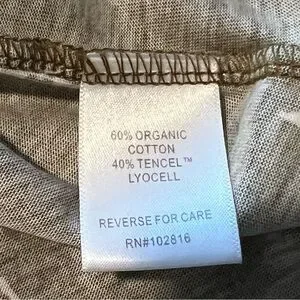 60% ORGANIC
COTTON
40% TENCEL™
LYOCELL
REVERSE FOR CARE
RN#102816